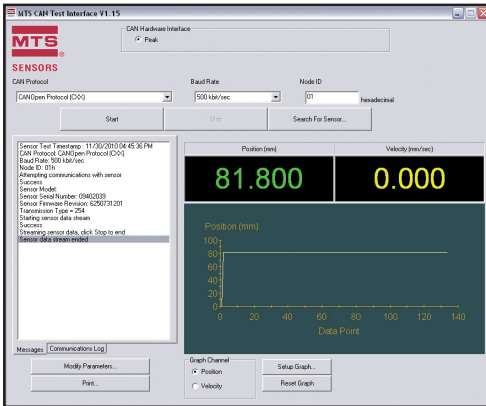 MTS CAN Test Interface V1.15
MTS
®
SENSORS
CAN Hardware Interface
Peak
CAN Protocol
Baud Rate
Node ID
CANOpen Protocol (CXX)
500 kbit/sec
01
hexadecimal
Start
Stop
Search For Sensor...
Sensor Test Timestamp : 11/30/2010 04:45:36 PM
CAN Protocol: CANOpen Protocol (CXX)
Baud Rate: 500 kbit/sec
Node ID: 01h
Attempting communications with sensor
Success
Sensor Model:
Sensor Serial Number: 09402039
Sensor Firmware Revision: 6250731201
Transmission Type = 254
Starting sensor data stream
Success
Streaming sensor data, click Stop to end
Sensor data stream ended
Messages
Communications Log
Modify Parameters...
Print...
Position (mm)
Velocity (mm/sec)
81.800
0.000
Position (mm)
100
80
60
40
20
0
0 20 40 60 80 100 120 140
Data Point
Graph Channel
Position
Velocity
Setup Graph...
Reset Graph